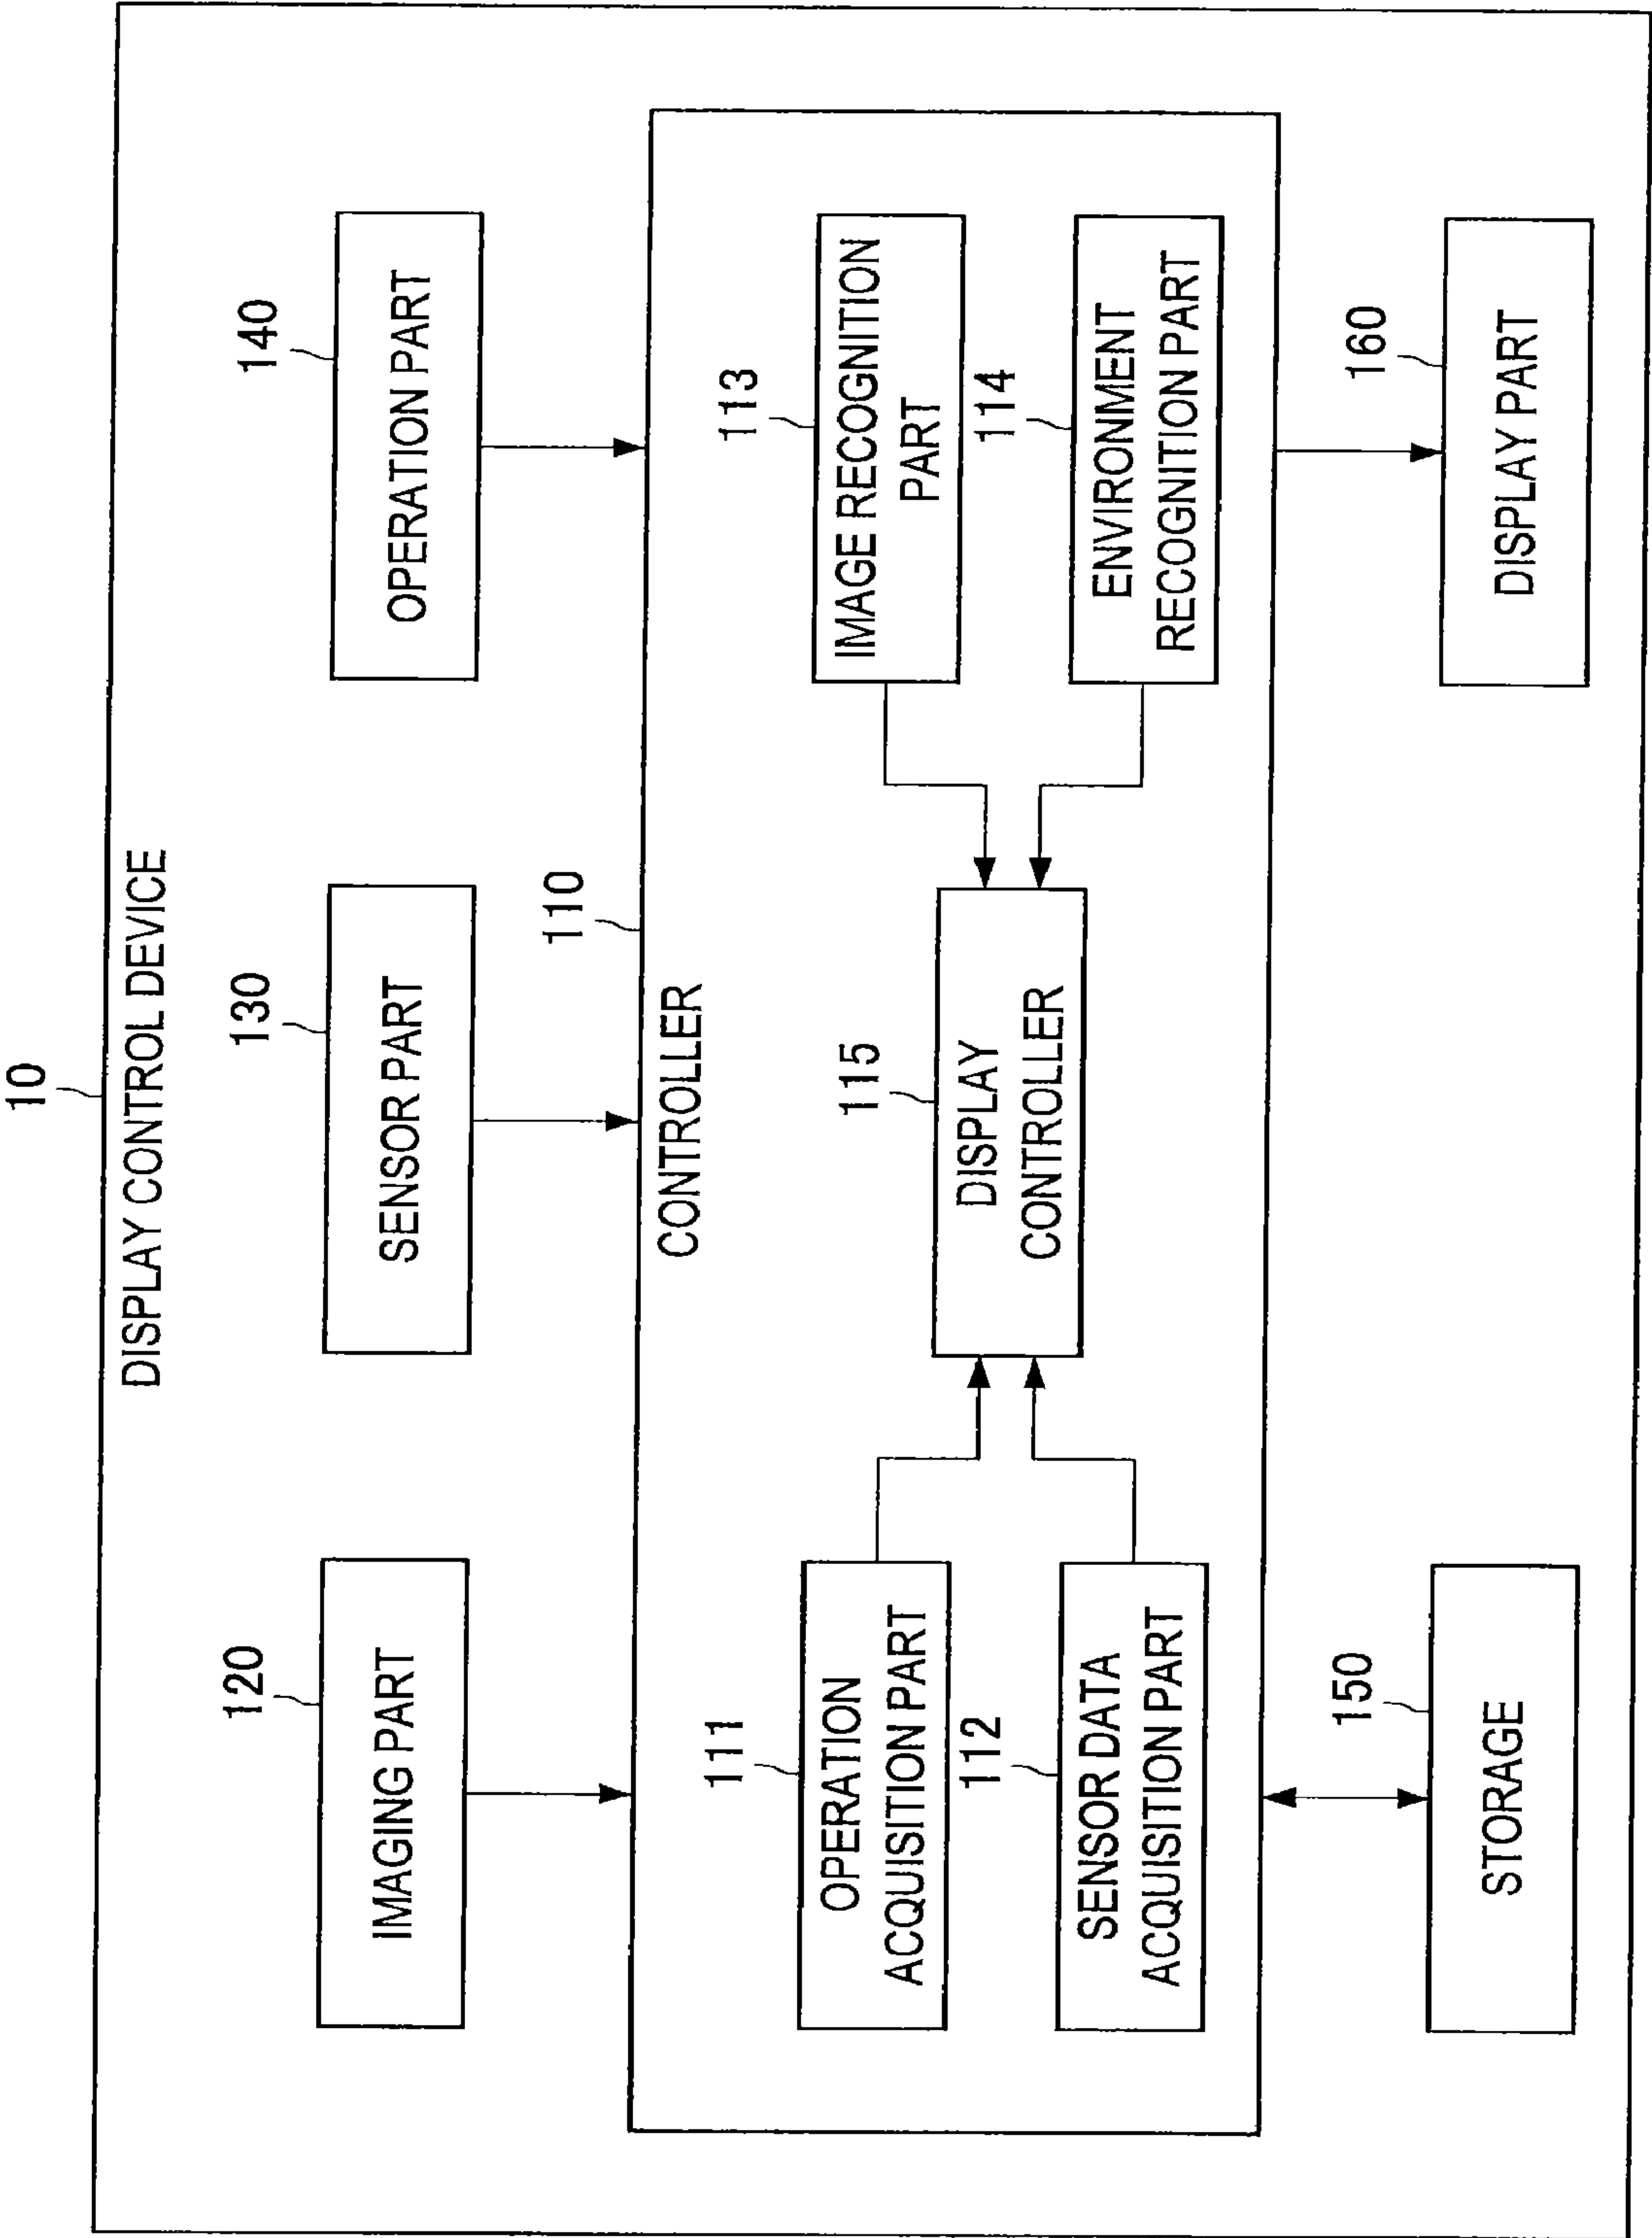 10
DISPLAY CONTROL DEVICE
120
130
140
IMAGING PART
SENSOR PART
OPERATION PART
110
CONTROLLER
111
OPERATION
ACQUISITION PART
112
SENSOR DATA
ACQUISITION PART
115
DISPLAY
CONTROLLER
113
IMAGE RECOGNITION
PART
114
ENVIRONMENT
RECOGNITION PART
150
STORAGE
160
DISPLAY PART